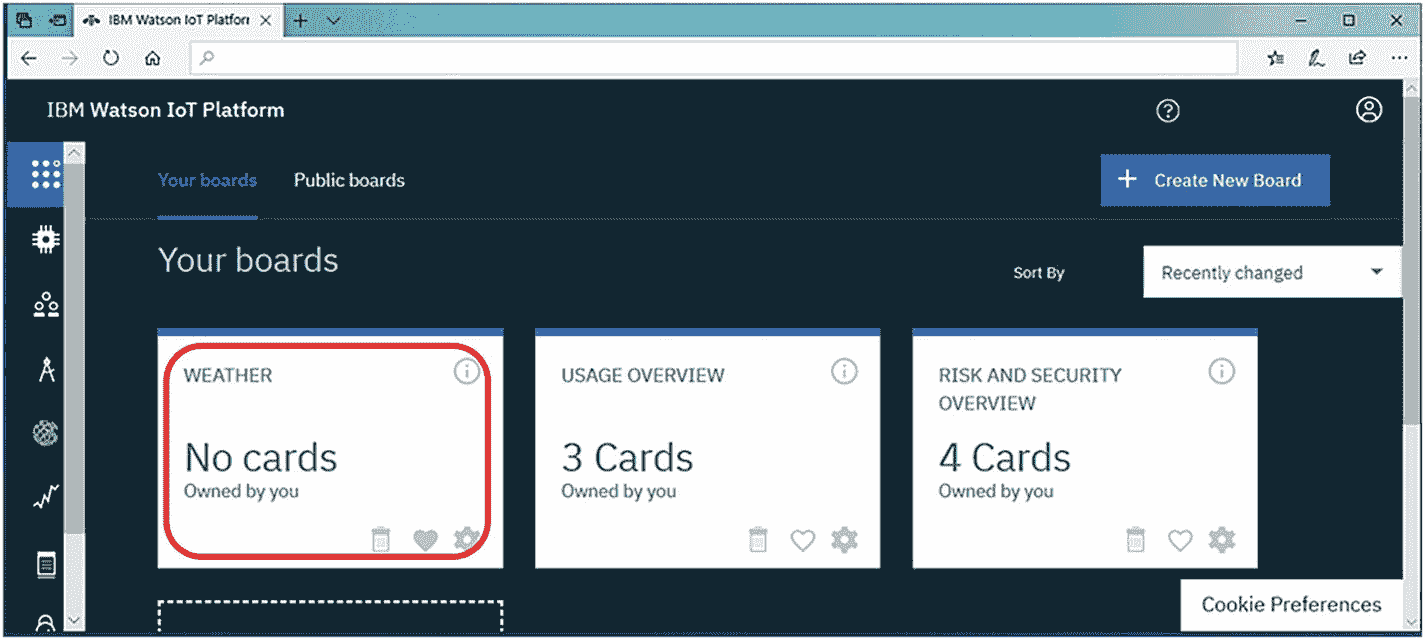 IBM Watson IoT Platforn
IBM Watson IoT Platform
Your boards
Public boards
+ Create New Board
Your boards
Sort By
Recently changed
WEATHER
No cards
Owned by you
USAGE OVERVIEW
3 Cards
Owned by you
RISK AND SECURITY
OVERVIEW
4 Cards
Owned by you
Cookie Preferences